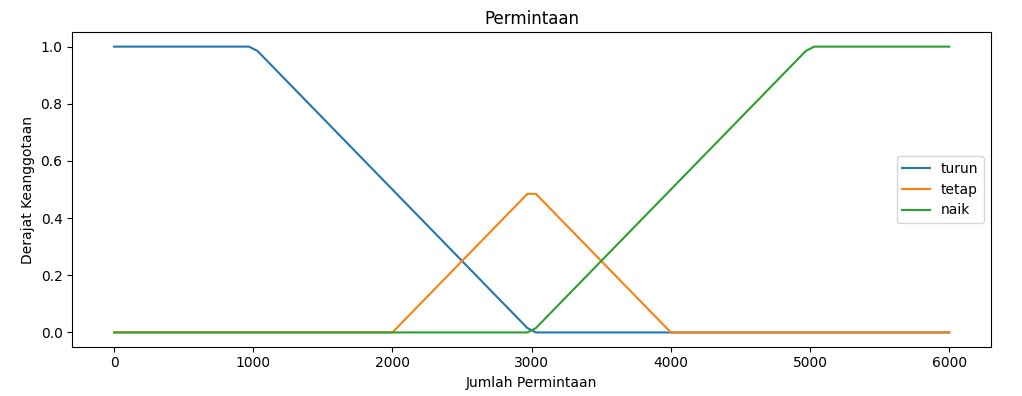 Permintaan
1.0
0.8
0.6
0.4
0.2
0.0
Derajat Keanggotaan
turun
tetap
naik
0 1000 2000 3000 4000 5000 6000
Jumlah Permintaan